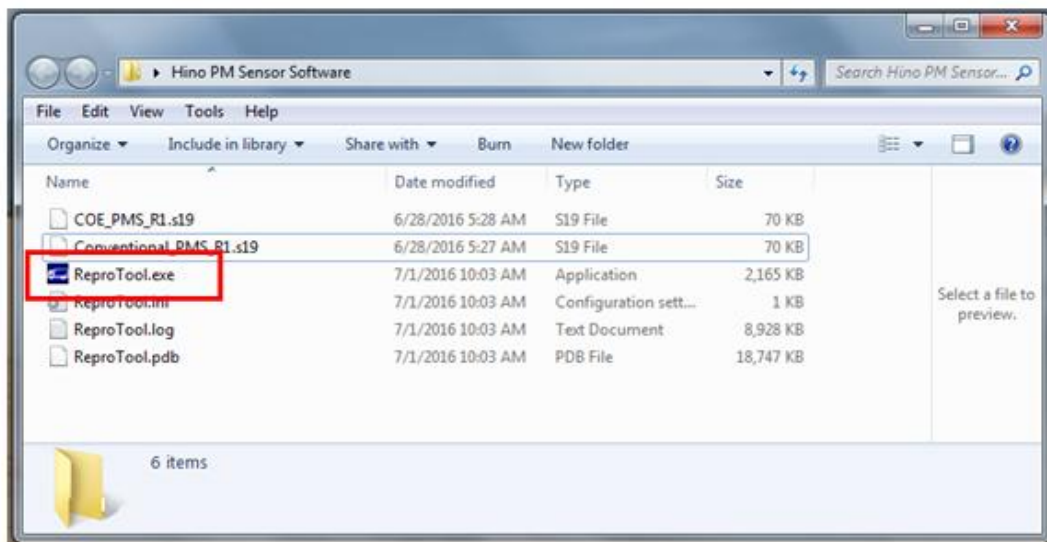 Hino PM Sensor Software
Search Hino PM Sensor...
File Edit View Tools Help
Organize Include in library Share with Burn New folder
Name Date modified Type Size
COE_PMS_R1.s19 6/28/2016 5:28 AM S19 File 70 KB
Conventional_PMS_R1.s19 6/28/2016 5:27 AM S19 File 70 KB
ReproTool.exe 7/1/2016 10:03 AM Application 2,165 KB
ReproTool.ini 7/1/2016 10:03 AM Configuration sett... 1 KB
ReproTool.log 7/1/2016 10:03 AM Text Document 8,928 KB
ReproTool.pdb 7/1/2016 10:03 AM PDB File 18,747 KB
Select a file to
preview.
6 items